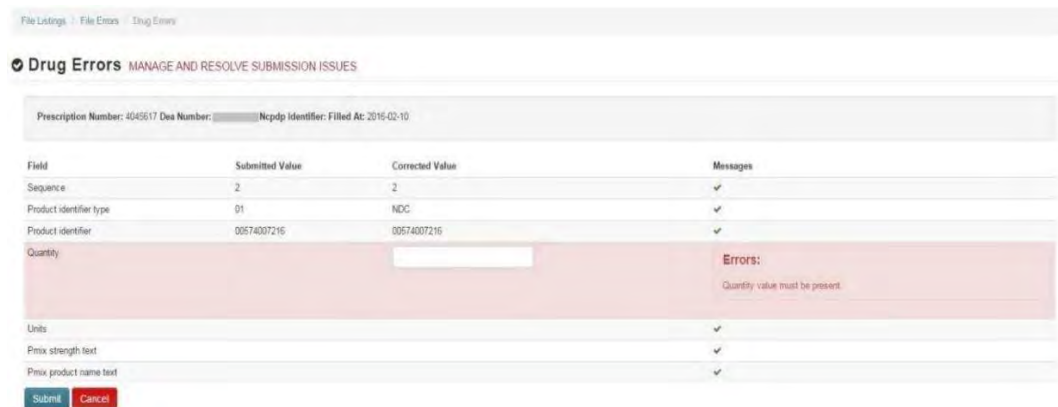 File Listings / File Errors / Drug Errors
Drug Errors MANAGE AND RESOLVE SUBMISSION ISSUES
Prescription Number: 4045617 Dea Number: Ncpdp Identifier: Filled At: 2016-02-10
Field Submitted Value Corrected Value Messages
Sequence 2 2 ✔
Product identifier type 01 NDC ✔
Product identifier 00574007216 00574007216 ✔
Quantity
Errors:
Quantity value must be present.
Units ✔
Pmix strength text ✔
Pmix product name text ✔
Submit Cancel